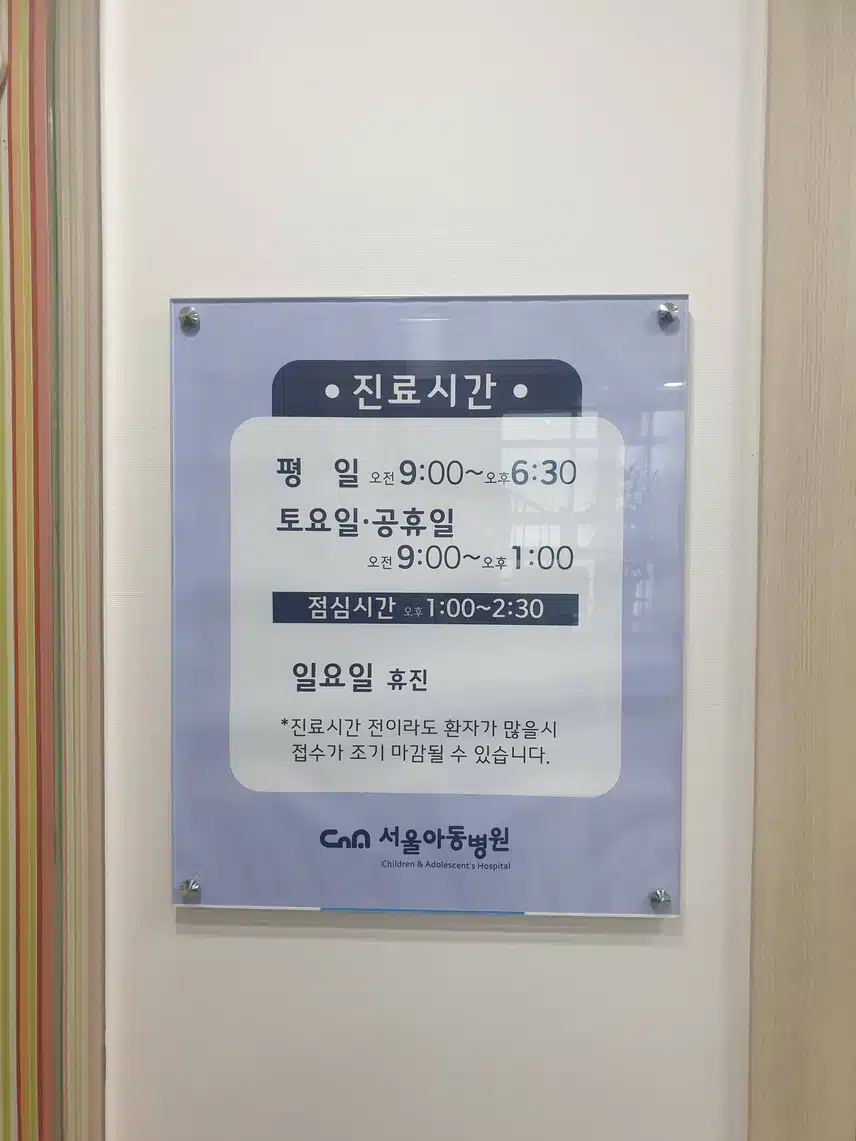 • 진료시간 •
평 일 오전 9:00~오후 6:30
토요일·공휴일
오전 9:00~오후 1:00
점심시간 오후 1:00~2:30
일요일 휴진
*진료시간 전이라도 환자가 많을시
접수가 조기 마감될 수 있습니다.
CnA 서울아동병원
Children & Adolescent's Hospital